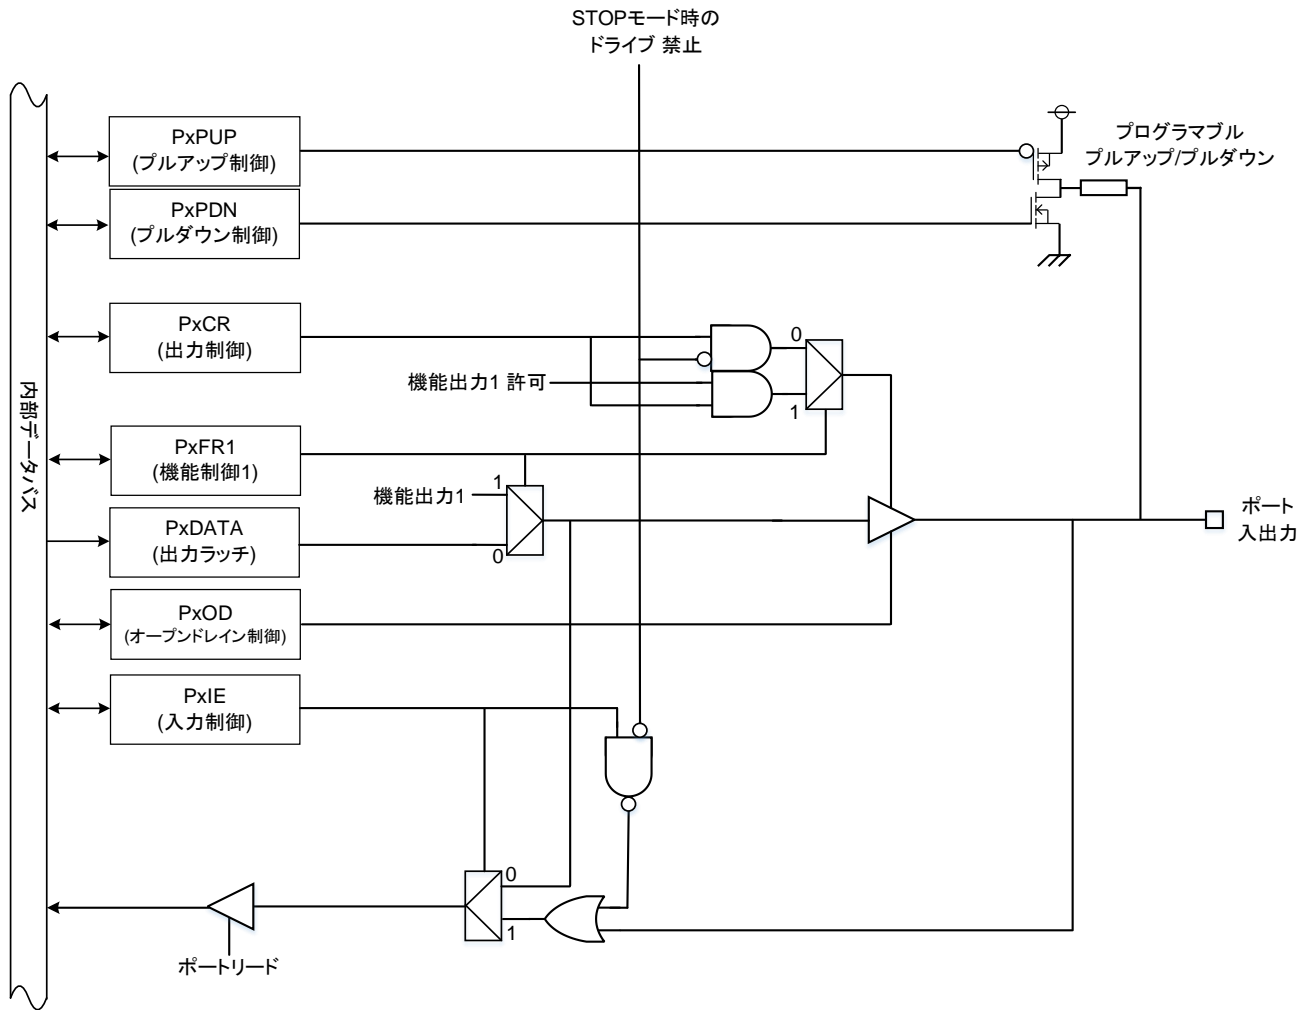 STOPモード時の
ドライブ 禁止
PxPUP
(プルアップ制御)
プログラマブル
プルアップ/プルダウン
PxPDN
(プルダウン制御)
PxCR
(出力制御)
0
機能出力1 許可
1
内部データバス
PxFR1
(機能制御1)
1
機能出力1
ポート
入出力
PxDATA
(出力ラッチ)
0
PxOD
(オープンドレイン制御)
PxIE
(入力制御)
0
1
ポートリード